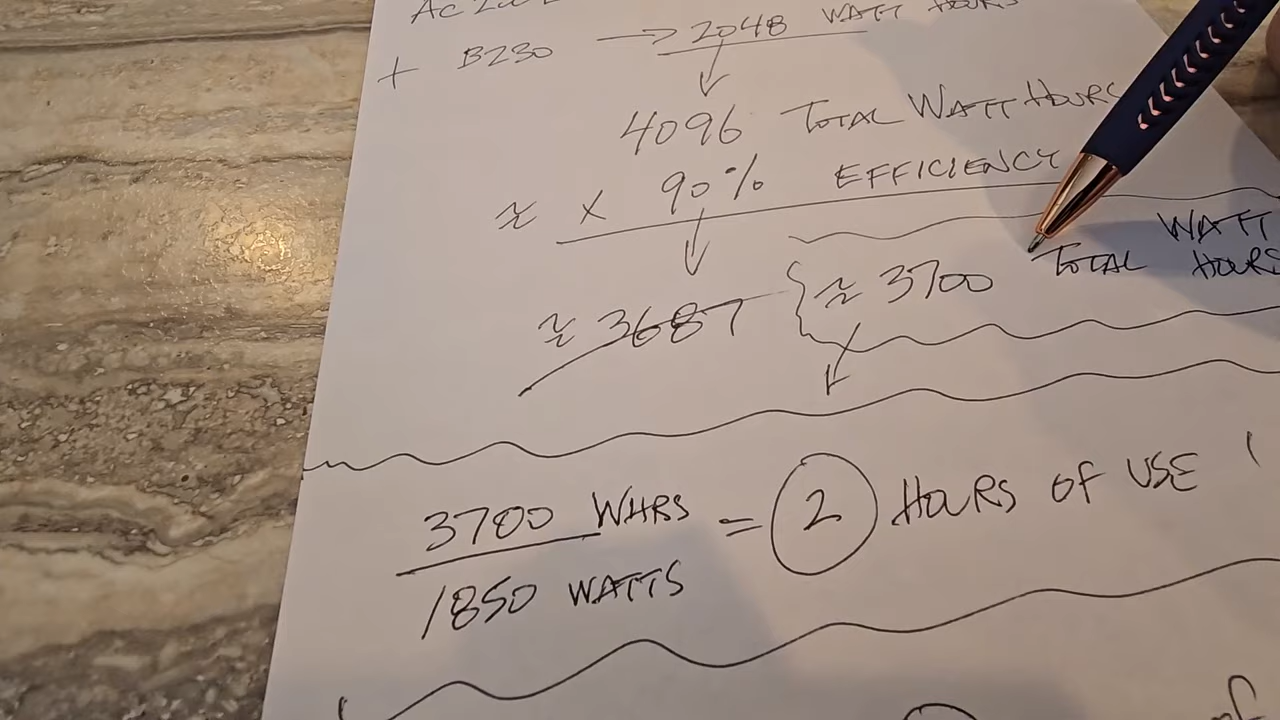 + B230 → 2048 WATT HOURS
4096 TOTAL WATT HOURS
≈ x 90% EFFICIENCY
≈ 3687 ≈ 3700 TOTAL WATT HOURS
3700 WHRS
1850 WATTS = 2 HOURS OF USE
of